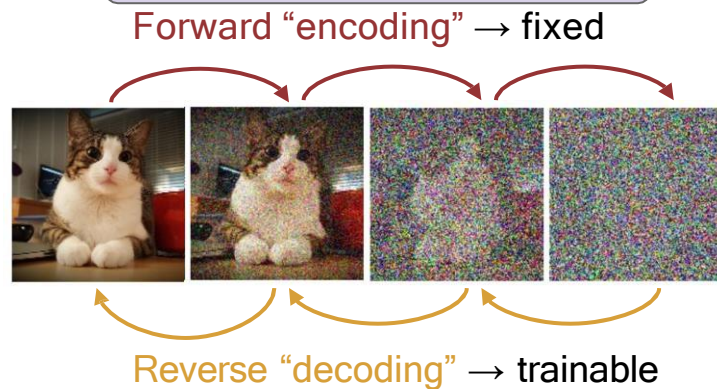 Forward “encoding” → fixed
Reverse “decoding” → trainable